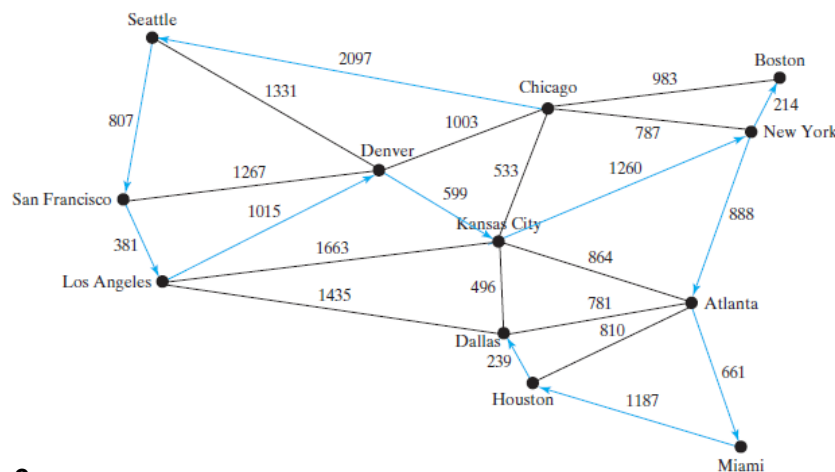 Seattle
2097
Boston
983
Chicago
214
1331
807
1003
787
New York
Denver
1267
533
1260
599
San Francisco
1015
888
Kansas City
381
1663
864
Los Angeles
496
1435
781
Atlanta
810
Dallas
239
661
Houston
1187
Miami